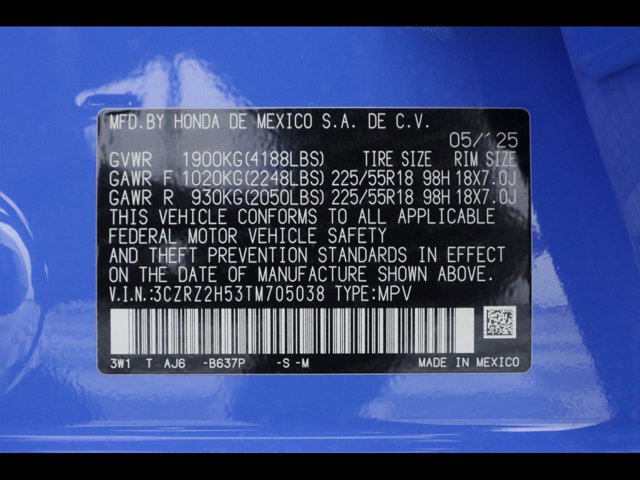 MFD.BY HONDA DE MEXICO S.A. DE C.V.
05/125
GVWR 1900KG(4188LBS) TIRE SIZE RIM SIZE
GAWR F 1020KG(2248LBS) 225/55R18 98H 18X7.0J
GAWR R 930KG(2050LBS) 225/55R18 98H 18X7.0J
THIS VEHICLE CONFORMS TO ALL APPLICABLE
FEDERAL MOTOR VEHICLE SAFETY
AND THEFT PREVENTION STANDARDS IN EFFECT
ON THE DATE OF MANUFACTURE SHOWN ABOVE.
V.I.N.:3CZRZ2H53TM705038 TYPE:MPV
3W1 T AJ6 -B637P -S -M MADE IN MEXICO